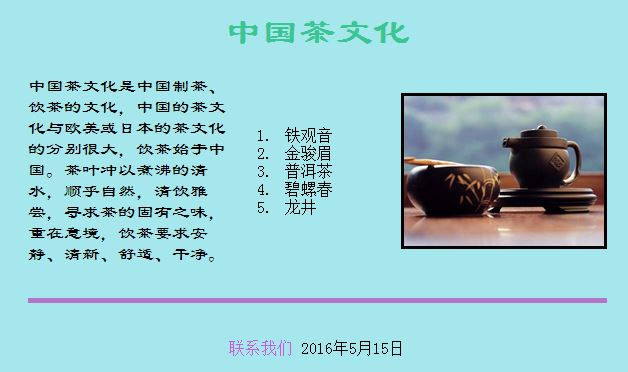 中国茶文化
中国茶文化是中国制茶、
饮茶的文化，中国的茶文
化与欧美或日本的茶文化
的分别很大，饮茶始于中
国。茶叶冲以煮沸的清
水，顺乎自然，清饮雅
尝，寻求茶的固有之味，
重在意境，饮茶要求安
静、清新、舒适、干净。
1. 铁观音
2. 金骏眉
3. 普洱茶
4. 碧螺春
5. 龙井
联系我们 2016年5月15日